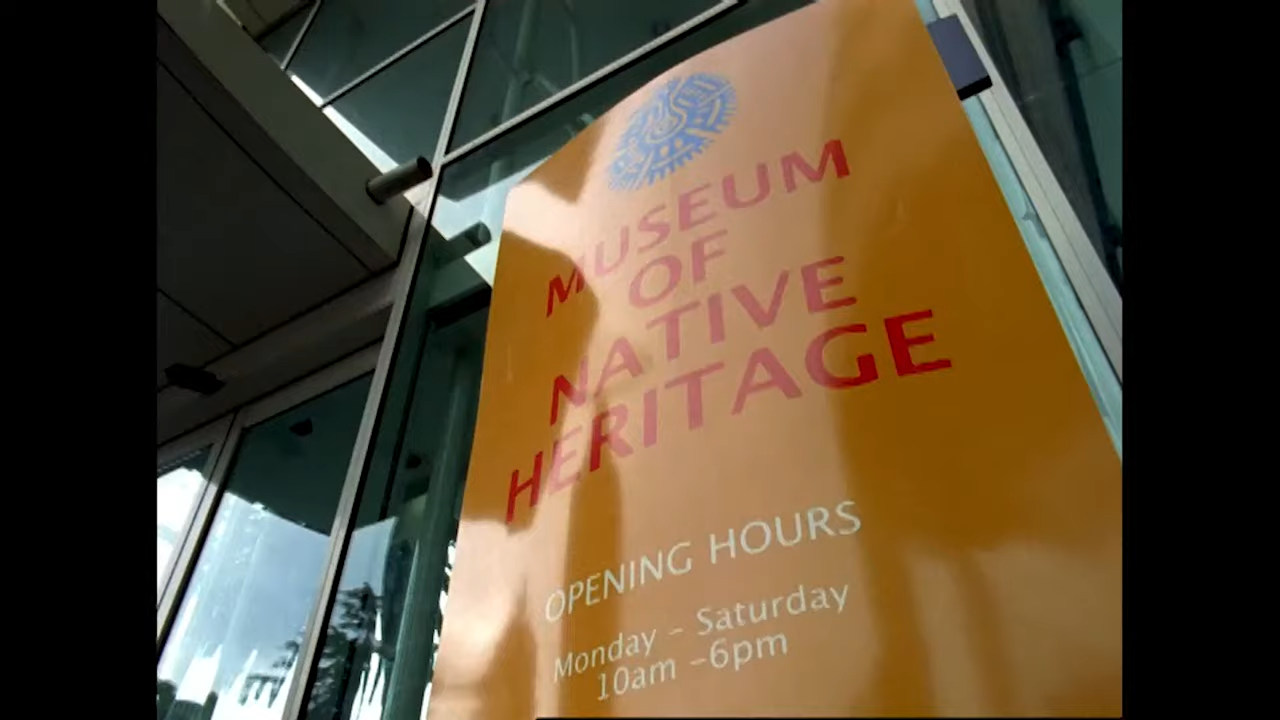 MUSEUM
OF
NATIVE
HERITAGE
OPENING HOURS
Monday - Saturday
10am -6pm